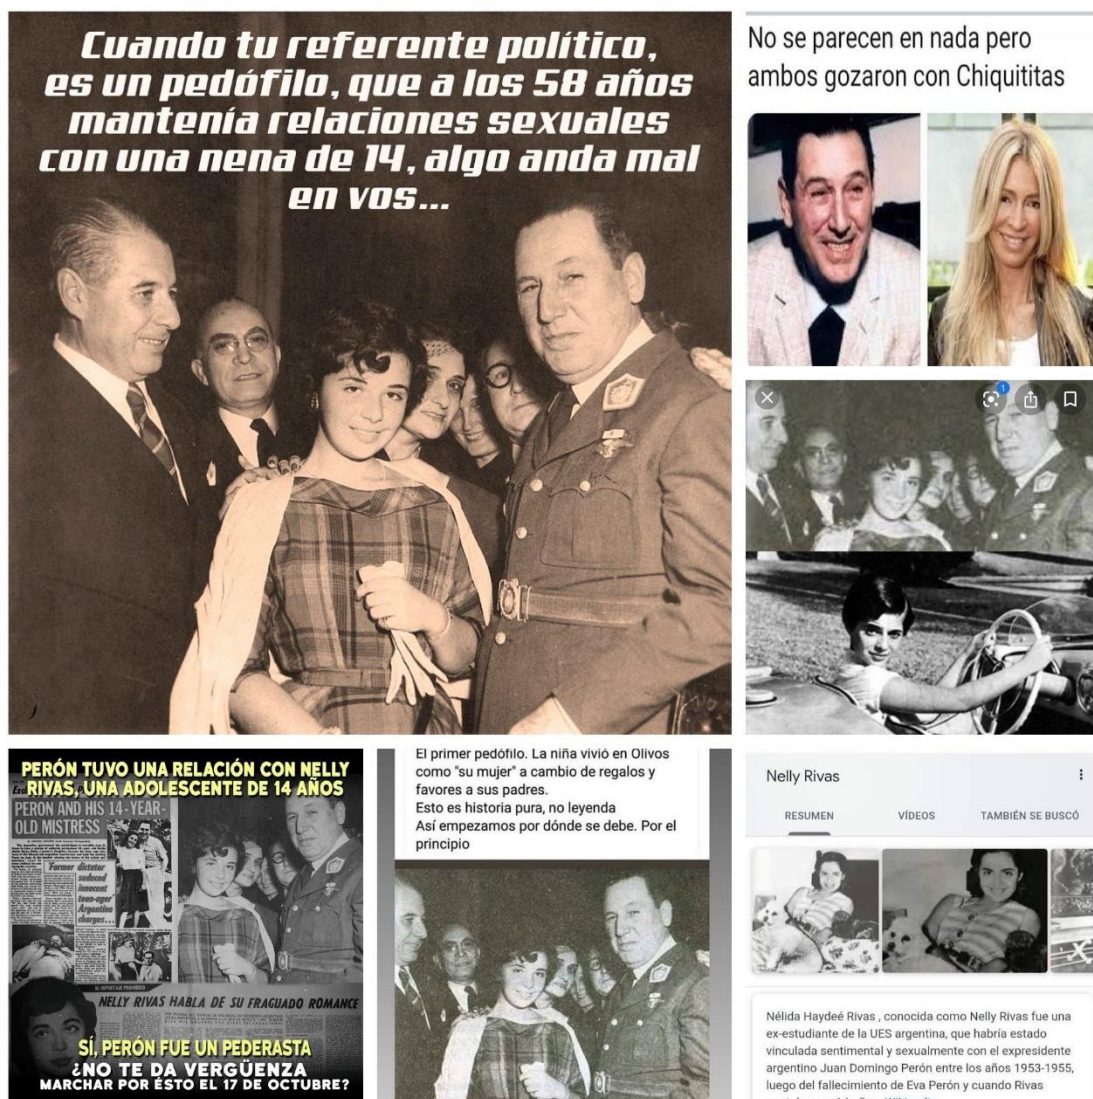 Cuando tu referente político,
es un pedófilo, que a los 58 años
mantenía relaciones sexuales
con una nena de 14, algo anda mal
en vos...
No se parecen en nada pero
ambos gozaron con Chiquititas
1
PERÓN TUVO UNA RELACIÓN CON NELLY
RIVAS, UNA ADOLESCENTE DE 14 AÑOS
PERON AND HIS 14-YEAR-
OLD MISTRESS
Former dictator
seduced
innocent
teen-ager
Argentine
charges...
NELLY RIVAS HABLA DE SU FRAGUADO ROMANCE
SÍ, PERÓN FUE UN PEDERASTA
¿NO TE DA VERGÜENZA
MARCHAR POR ÉSTO EL 17 DE OCTUBRE?
El primer pedófilo. La niña vivió en Olivos
como "su mujer" a cambio de regalos y
favores a sus padres.
Esto es historia pura, no leyenda
Así empezamos por dónde se debe. Por el
principio
Nelly Rivas
RESUMEN
VÍDEOS
TAMBIÉN SE BUSCÓ
Nélida Haydeé Rivas , conocida como Nelly Rivas fue una
ex-estudiante de la UES argentina, que habría estado
vinculada sentimental y sexualmente con el expresidente
argentino Juan Domingo Perón entre los años 1953-1955,
luego del fallecimiento de Eva Perón y cuando Rivas